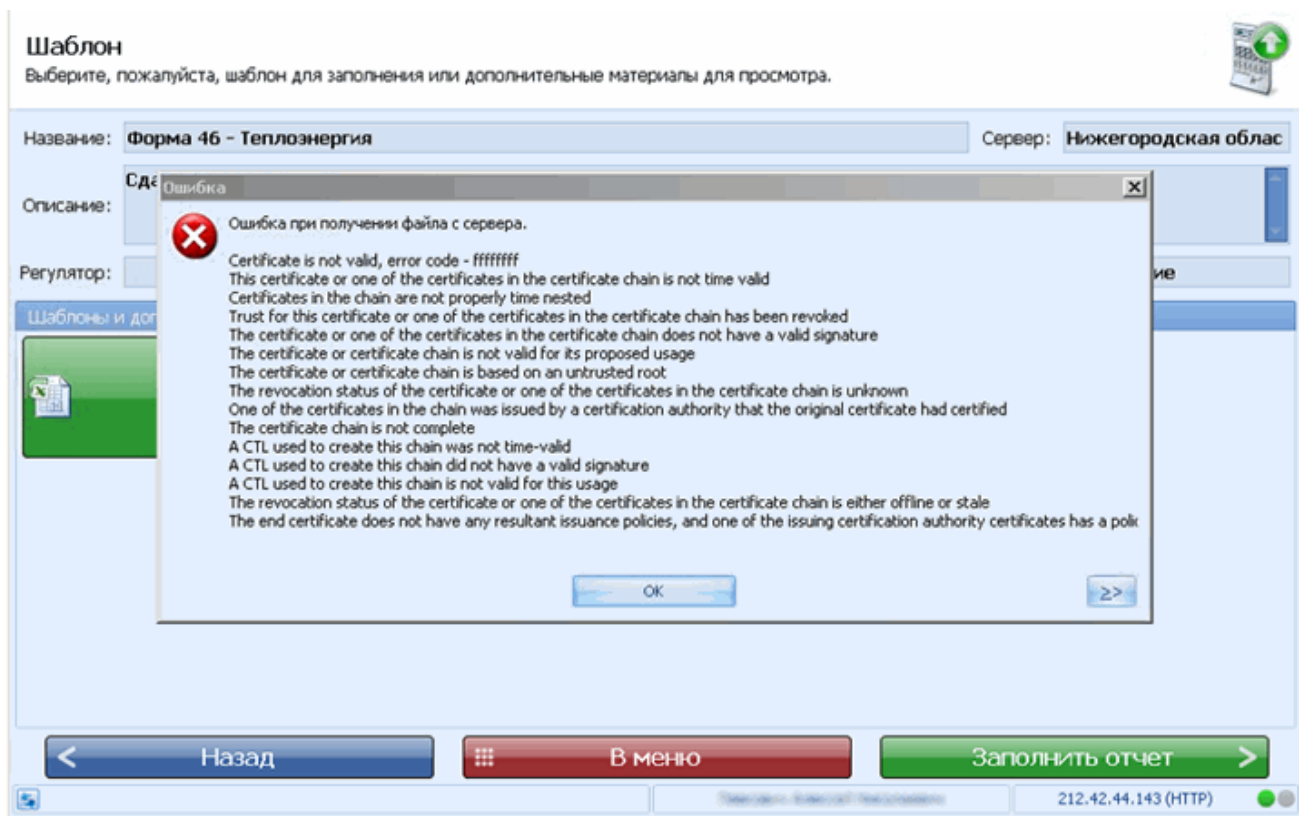 Шаблон
Выберите, пожалуйста, шаблон для заполнения или дополнительные материалы для просмотра.
Название: Форма 46 - Теплоэнергия Сервер: Нижегородская облас
Описание: Сда
Ошибка
Ошибка при получении файла с сервера.
Certificate is not valid, error code - ffffffff
This certificate or one of the certificates in the certificate chain is not time valid
Certificates in the chain are not properly time nested
Trust for this certificate or one of the certificates in the certificate chain has been revoked
The certificate or one of the certificates in the certificate chain does not have a valid signature
The certificate or certificate chain is not valid for its proposed usage
The certificate or certificate chain is based on an untrusted root
The revocation status of the certificate or one of the certificates in the certificate chain is unknown
One of the certificates in the chain was issued by a certification authority that the original certificate had certified
The certificate chain is not complete
A CTL used to create this chain was not time-valid
A CTL used to create this chain did not have a valid signature
A CTL used to create this chain is not valid for this usage
The revocation status of the certificate or one of the certificates in the certificate chain is either offline or stale
The end certificate does not have any resultant issuance policies, and one of the issuing certification authority certificates has a polic
OK >>
Регулятор: ие
Шаблоны и доп
< Назад В меню Заполнить отчет >
212.42.44.143 (HTTP)